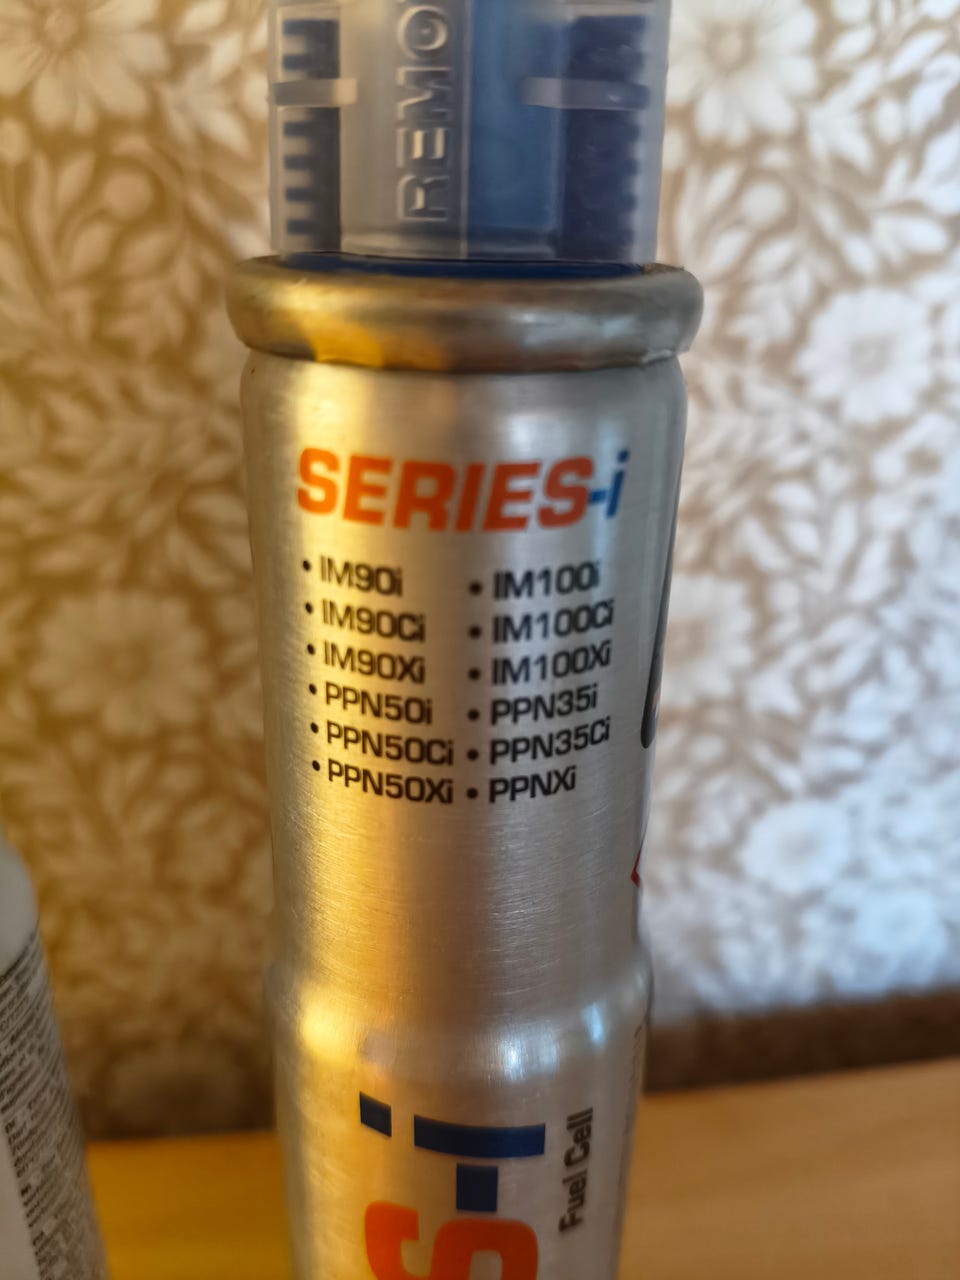 REMO
SERIES-i
• IM90i • IM100i
• IM90Ci • IM100Ci
• IM90Xi • IM100Xi
• PPN50i • PPN35i
• PPN50Ci • PPN35Ci
• PPN50Xi • PPNXi
S-i
Fuel Cell